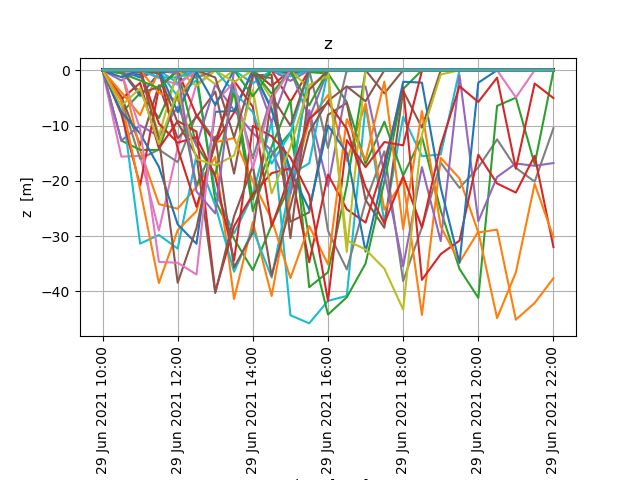 z
z [m]
0
−10
−20
−30
−40
29 Jun 2021 10:00
29 Jun 2021 12:00
29 Jun 2021 14:00
29 Jun 2021 16:00
29 Jun 2021 18:00
29 Jun 2021 20:00
29 Jun 2021 22:00